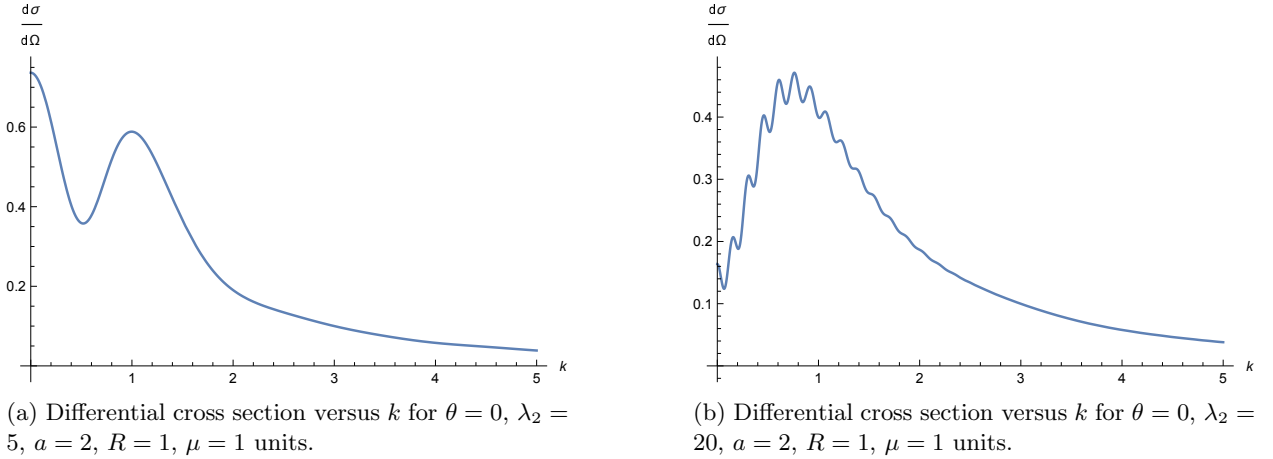 dσ
dΩ
0.6
0.4
0.2
1 2 3 4 5 k
(a) Differential cross section versus k for θ = 0, λ₂ =
5, a = 2, R = 1, μ = 1 units.
dσ
dΩ
0.4
0.3
0.2
0.1
1 2 3 4 5 k
(b) Differential cross section versus k for θ = 0, λ₂ =
20, a = 2, R = 1, μ = 1 units.